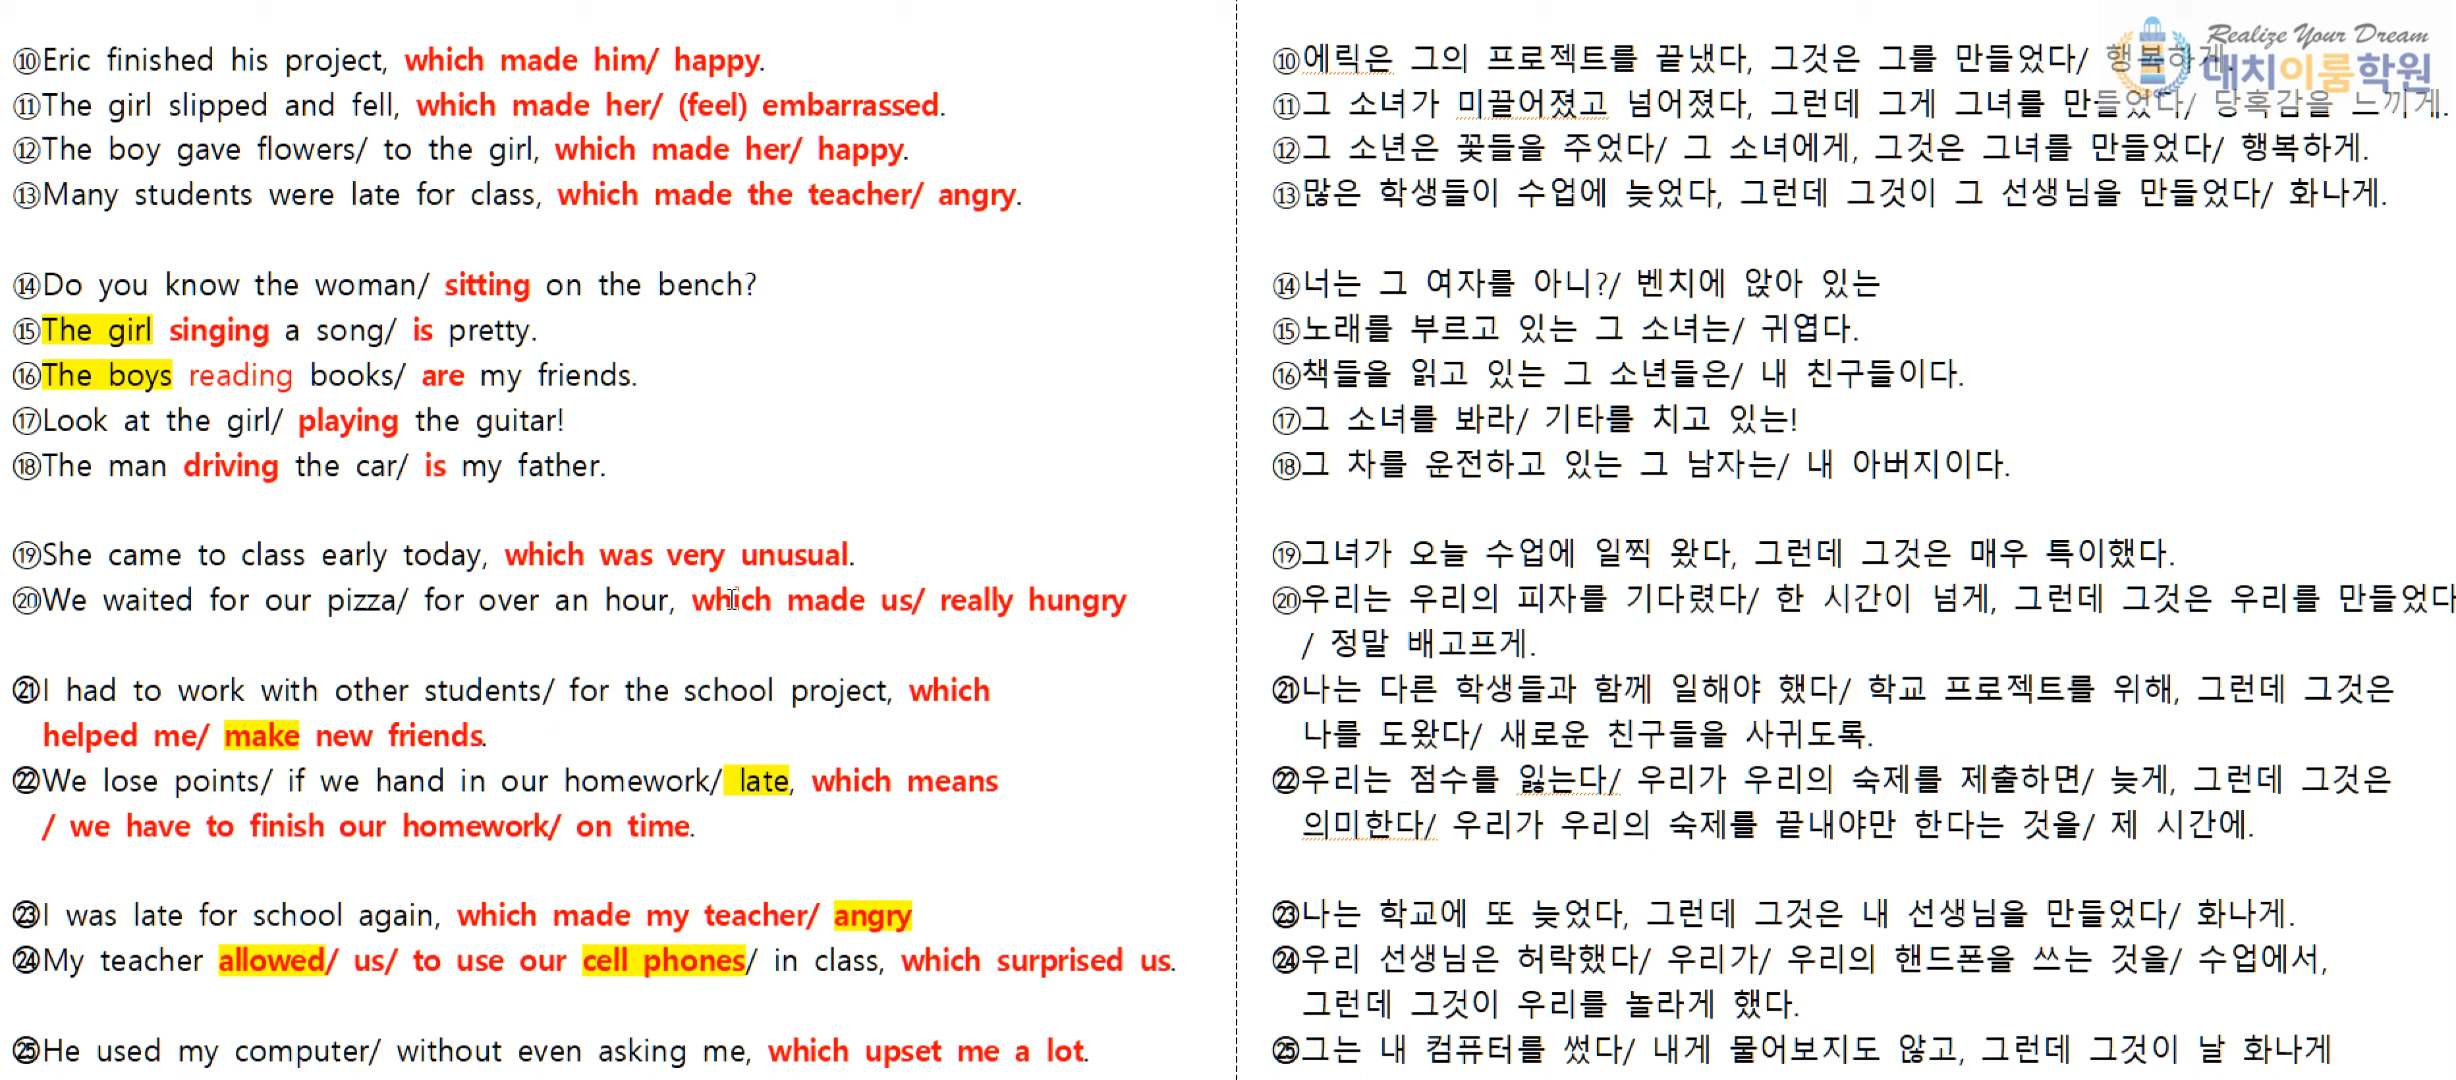 ⑩Eric finished his project, which made him/ happy.
⑪The girl slipped and fell, which made her/ (feel) embarrassed.
⑫The boy gave flowers/ to the girl, which made her/ happy.
⑬Many students were late for class, which made the teacher/ angry.
⑭Do you know the woman/ sitting on the bench?
⑮The girl singing a song/ is pretty.
⑯The boys reading books/ are my friends.
⑰Look at the girl/ playing the guitar!
⑱The man driving the car/ is my father.
⑲She came to class early today, which was very unusual.
⑳We waited for our pizza/ for over an hour, which made us/ really hungry
㉑I had to work with other students/ for the school project, which
helped me/ make new friends.
㉒We lose points/ if we hand in our homework/ late, which means
/ we have to finish our homework/ on time.
㉓I was late for school again, which made my teacher/ angry
㉔My teacher allowed/ us/ to use our cell phones/ in class, which surprised us.
㉕He used my computer/ without even asking me, which upset me a lot.
Realize Your Dream
대치이룸학원
⑩에릭은 그의 프로젝트를 끝냈다, 그것은 그를 만들었다/ 행복하게.
⑪그 소녀가 미끌어졌고 넘어졌다, 그런데 그게 그녀를 만들었다/ 당혹감을 느끼게.
⑫그 소년은 꽃들을 주었다/ 그 소녀에게, 그것은 그녀를 만들었다/ 행복하게.
⑬많은 학생들이 수업에 늦었다, 그런데 그것이 그 선생님을 만들었다/ 화나게.
⑭너는 그 여자를 아니?/ 벤치에 앉아 있는
⑮노래를 부르고 있는 그 소녀는/ 귀엽다.
⑯책들을 읽고 있는 그 소년들은/ 내 친구들이다.
⑰그 소녀를 봐라/ 기타를 치고 있는!
⑱그 차를 운전하고 있는 그 남자는/ 내 아버지이다.
⑲그녀가 오늘 수업에 일찍 왔다, 그런데 그것은 매우 특이했다.
⑳우리는 우리의 피자를 기다렸다/ 한 시간이 넘게, 그런데 그것은 우리를 만들었다
/ 정말 배고프게.
㉑나는 다른 학생들과 함께 일해야 했다/ 학교 프로젝트를 위해, 그런데 그것은
나를 도왔다/ 새로운 친구들을 사귀도록.
㉒우리는 점수를 잃는다/ 우리가 우리의 숙제를 제출하면/ 늦게, 그런데 그것은
의미한다/ 우리가 우리의 숙제를 끝내야만 한다는 것을/ 제 시간에.
㉓나는 학교에 또 늦었다, 그런데 그것은 내 선생님을 만들었다/ 화나게.
㉔우리 선생님은 허락했다/ 우리가/ 우리의 핸드폰을 쓰는 것을/ 수업에서,
그런데 그것이 우리를 놀라게 했다.
㉕그는 내 컴퓨터를 썼다/ 내게 물어보지도 않고, 그런데 그것이 날 화나게